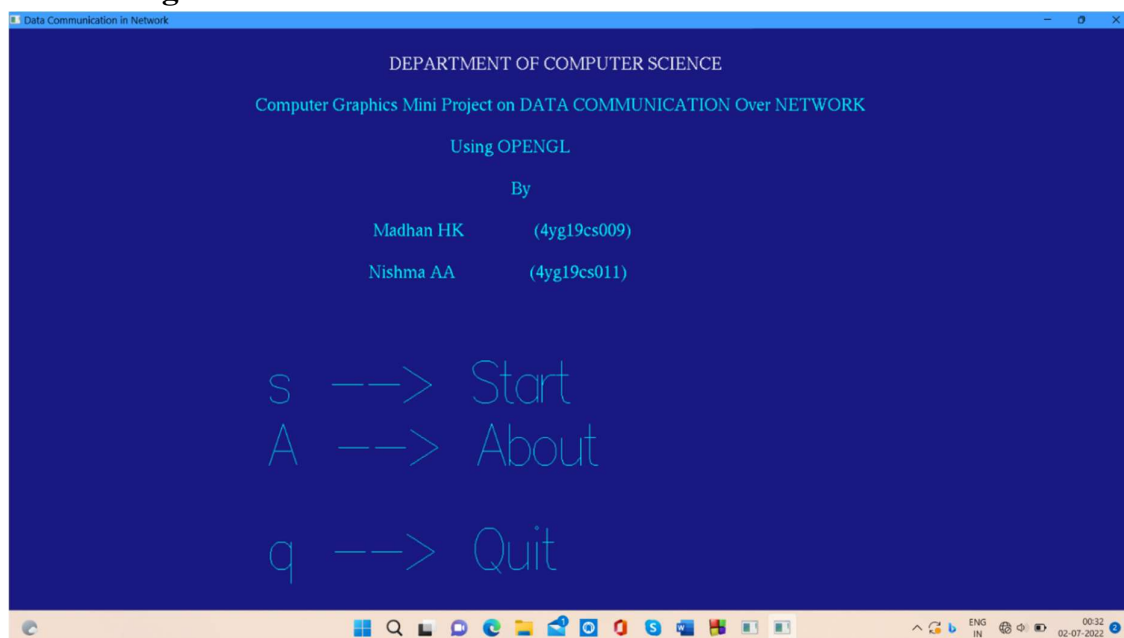 Data Communication in Network
DEPARTMENT OF COMPUTER SCIENCE
Computer Graphics Mini Project on DATA COMMUNICATION Over NETWORK
Using OPENGL
By
Madhan HK (4yg19cs009)
Nishma AA (4yg19cs011)
s --> Start
A --> About
q --> Quit
ENG
IN
00:32
02-07-2022
2